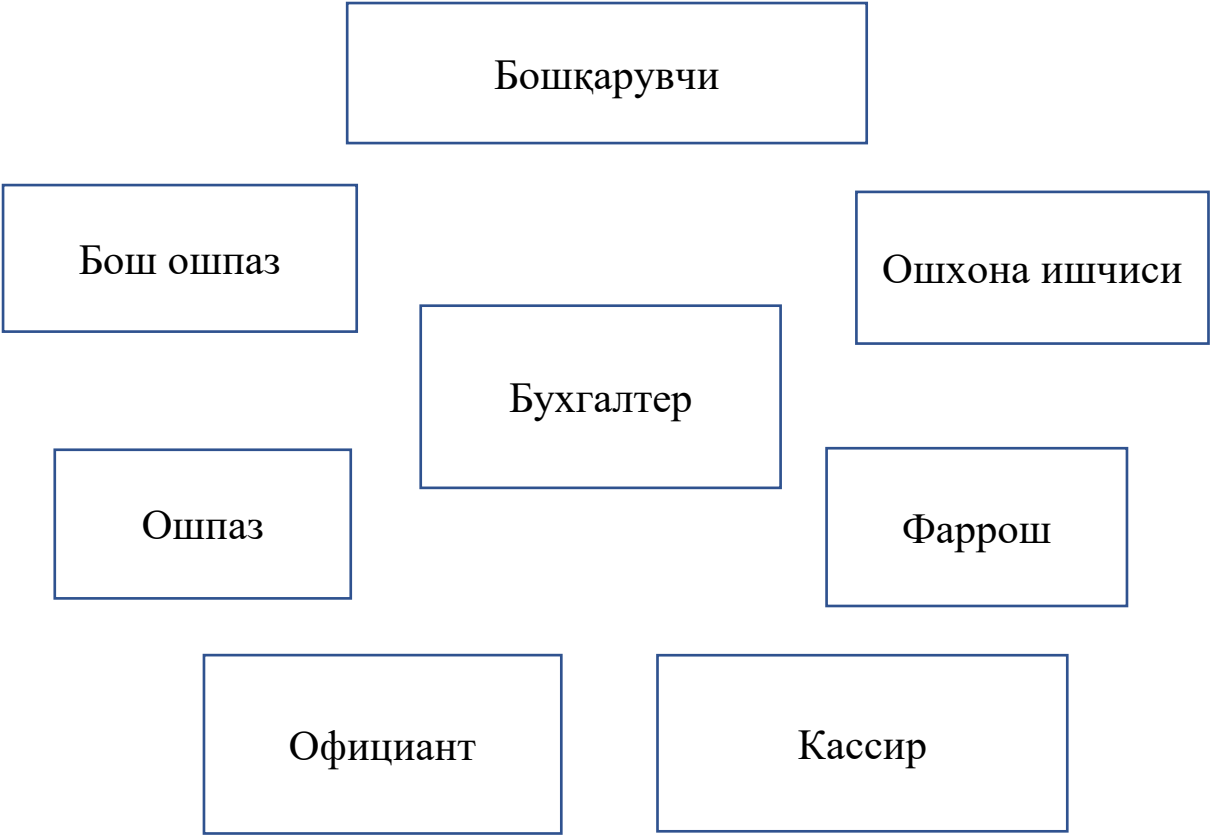 Бошқарувчи
Бош ошпаз
Ошхона ишчиси
Бухгалтер
Ошпаз
Фаррош
Официант
Кассир